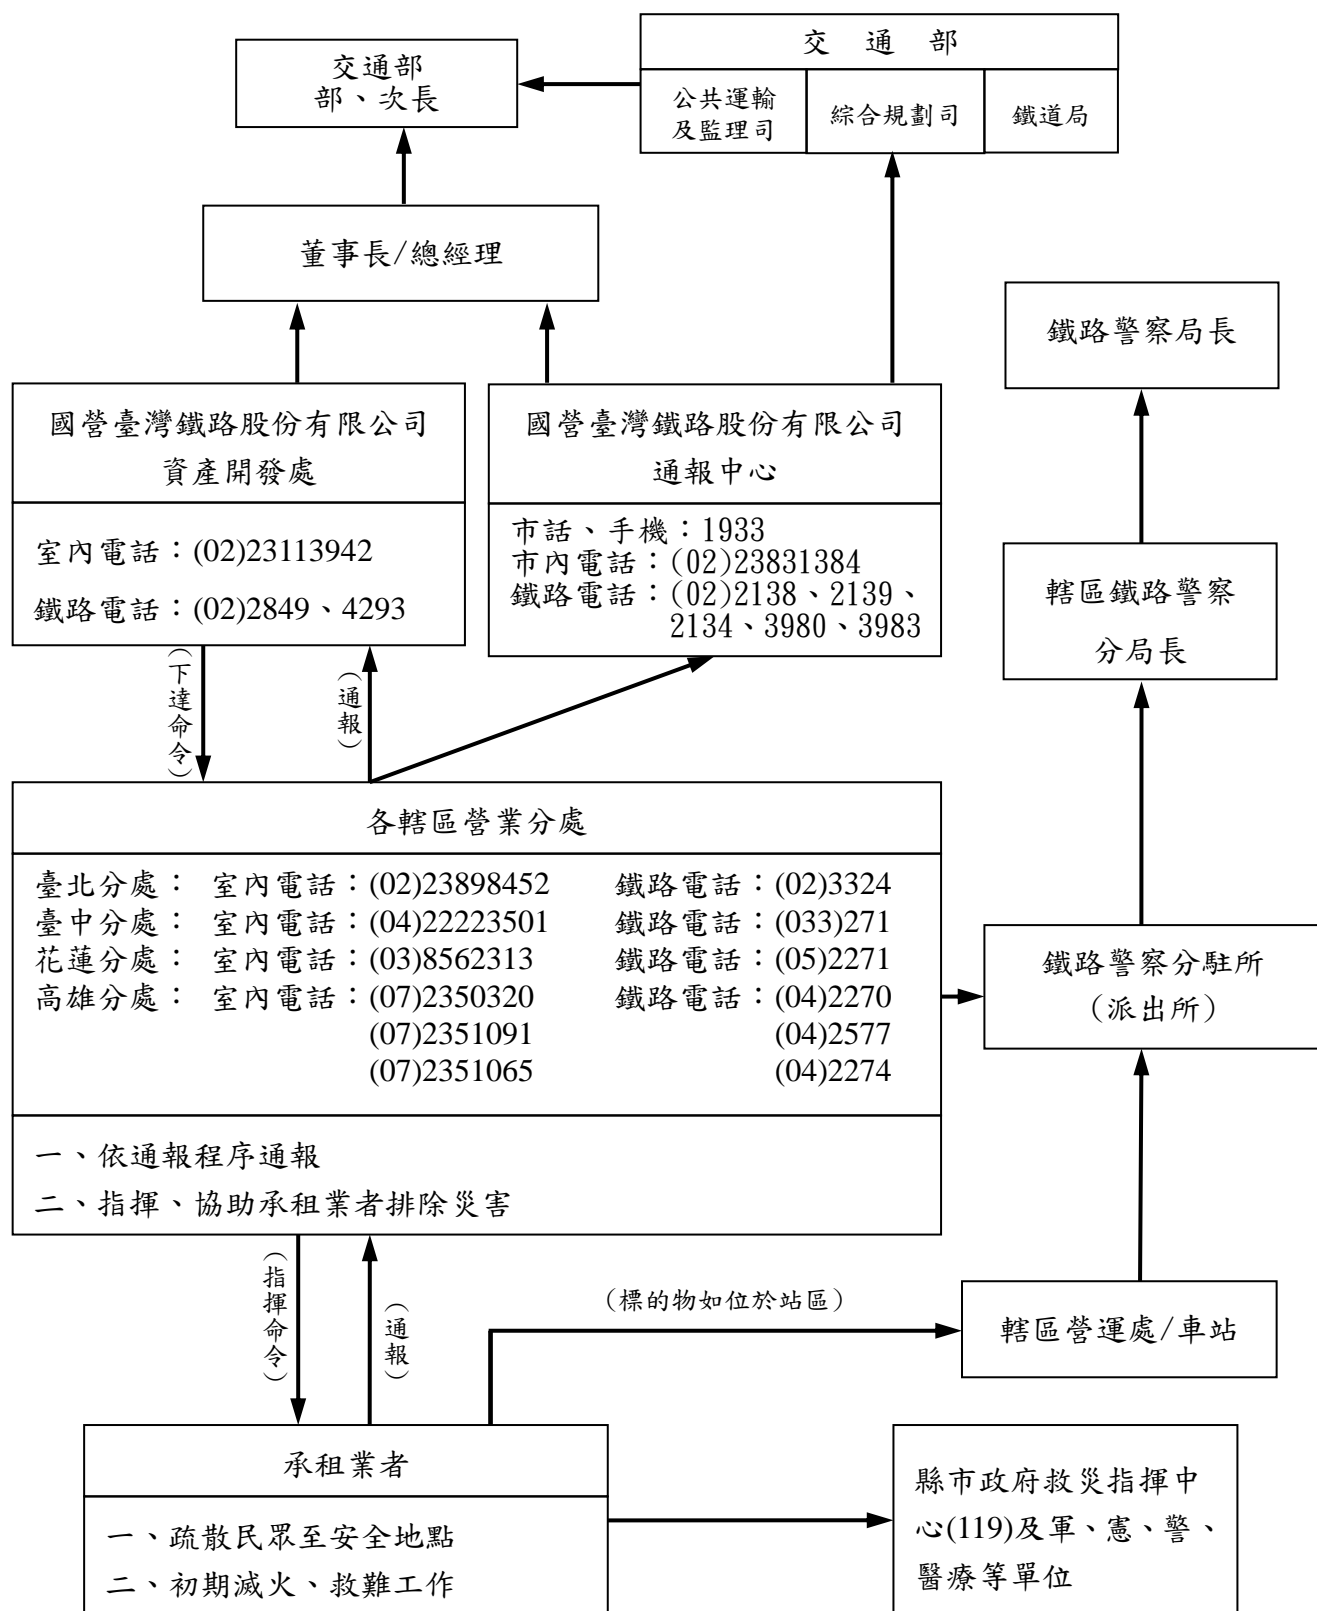 交通部
交通部
部、次長
公共運輸
及監理司
綜合規劃司
鐵道局
董事長/總經理
鐵路警察局長
國營臺灣鐵路股份有限公司
資產開發處
室內電話：(02)23113942
鐵路電話：(02)2849、4293
國營臺灣鐵路股份有限公司
通報中心
市話、手機：1933
市內電話：(02)23831384
鐵路電話：(02)2138、2139、
2134、3980、3983
轄區鐵路警察
分局長
(下達命令)
(通報)
各轄區營業分處
臺北分處： 室內電話：(02)23898452 鐵路電話：(02)3324
臺中分處： 室內電話：(04)22223501 鐵路電話：(033)271
花蓮分處： 室內電話：(03)8562313 鐵路電話：(05)2271
高雄分處： 室內電話：(07)2350320 鐵路電話：(04)2270
(07)2351091 (04)2577
(07)2351065 (04)2274
一、依通報程序通報
二、指揮、協助承租業者排除災害
鐵路警察分駐所
（派出所）
(指揮命令)
(通報)
（標的物如位於站區）
轄區營運處/車站
承租業者
一、疏散民眾至安全地點
二、初期滅火、救難工作
縣市政府救災指揮中
心(119)及軍、憲、警、
醫療等單位